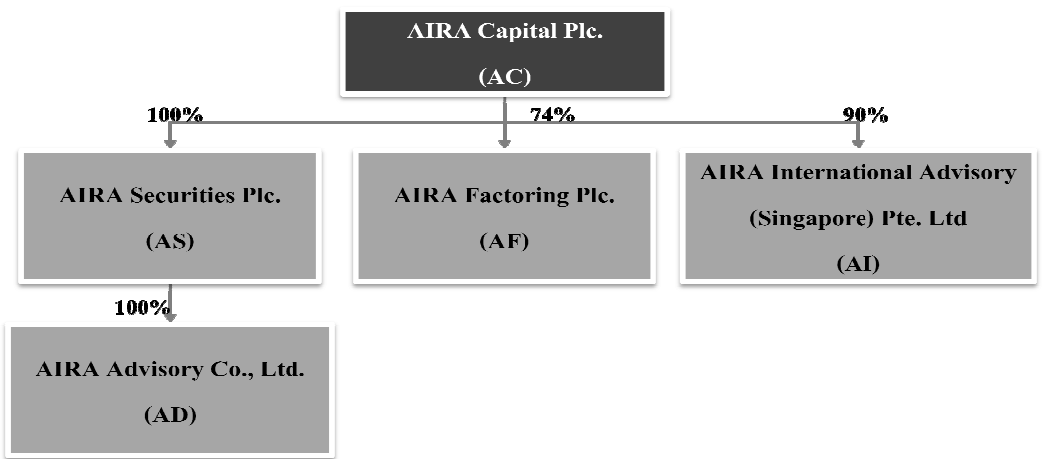 AIRA Capital Plc.
(AC)
100%
74%
90%
AIRA Securities Plc.
(AS)
AIRA Factoring Plc.
(AF)
AIRA International Advisory
(Singapore) Pte. Ltd
(AI)
100%
AIRA Advisory Co., Ltd.
(AD)